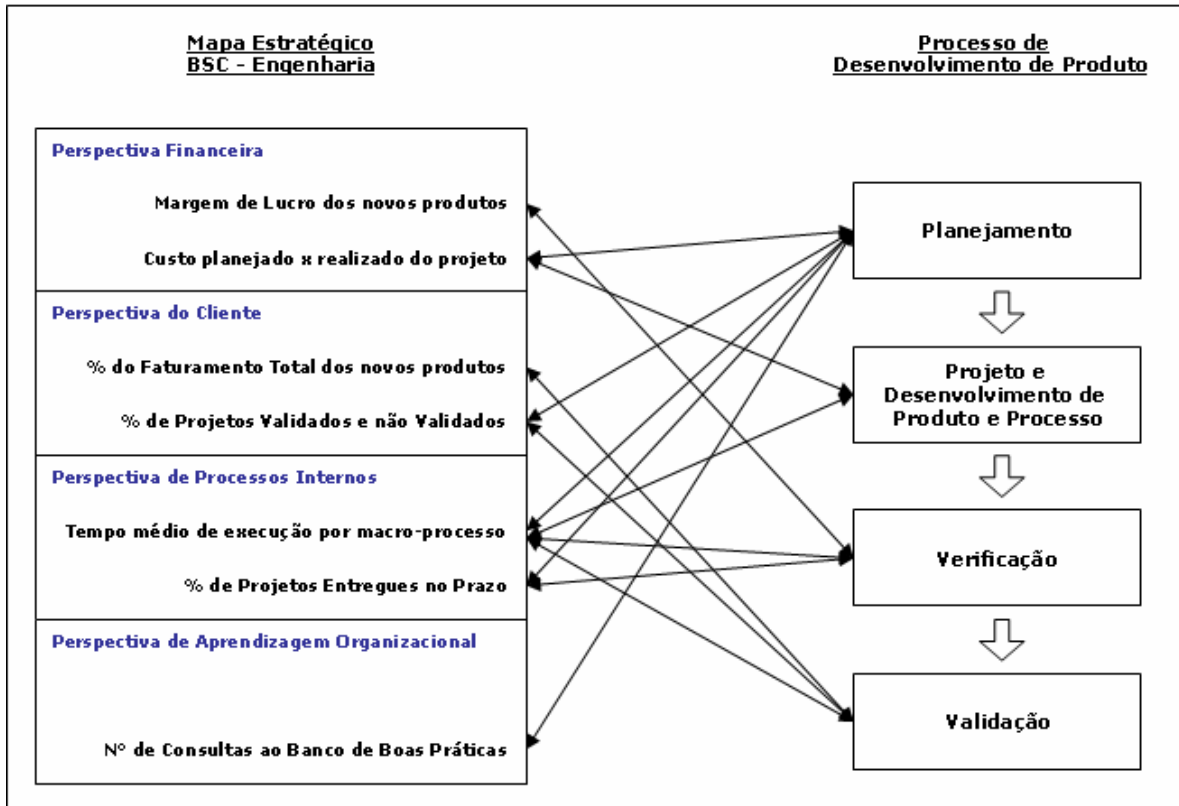 Mapa Estratégico
BSC - Engenharia
Perspectiva Financeira
Margem de Lucro dos novos produtos
Custo planejado x realizado do projeto
Perspectiva do Cliente
% do Faturamento Total dos novos produtos
% de Projetos Validados e não Validados
Perspectiva de Processos Internos
Tempo médio de execução por macro-processo
% de Projetos Entregues no Prazo
Perspectiva de Aprendizagem Organizacional
Nº de Consultas ao Banco de Boas Práticas
Processo de
Desenvolvimento de Produto
Planejamento
Projeto e
Desenvolvimento de
Produto e Processo
Verificação
Validação